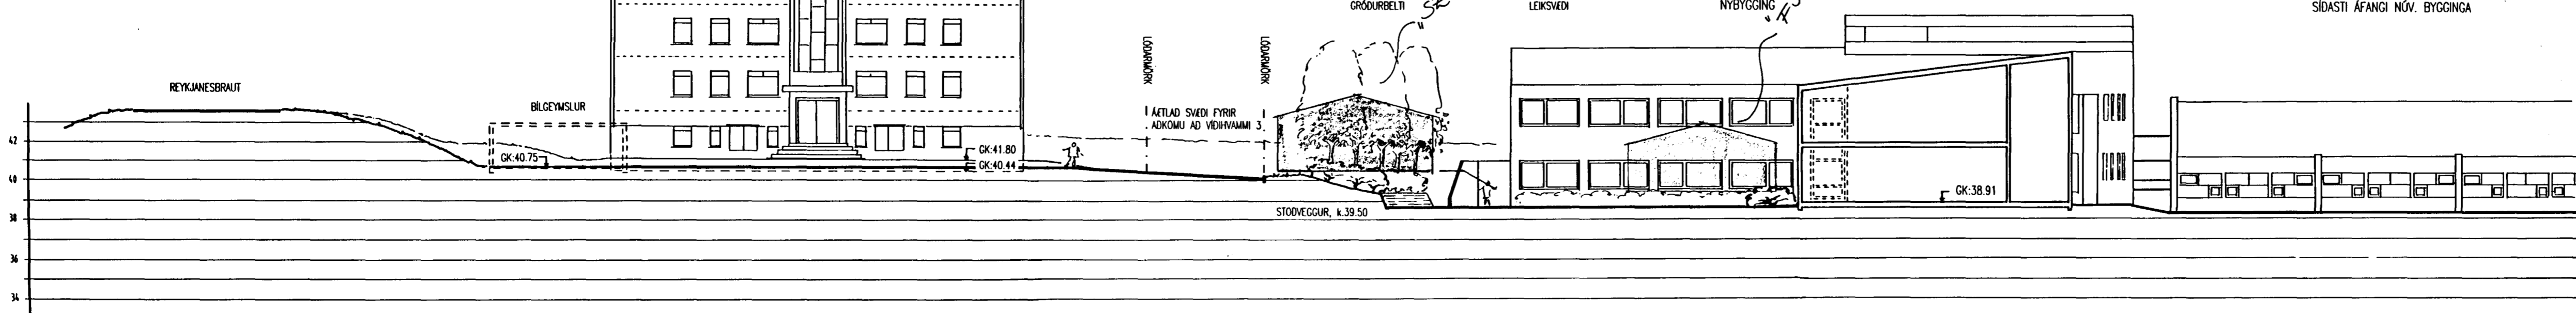 GRÓÐURBELTI
LEIKSVÆÐI
NÝBYGGING
SÍÐASTI ÁFANGI NÚV. BYGGINGA
REYKJANESBRAUT
BÍLGEYMSLUR
LÓÐARMÖRK
LÓÐARMÖRK
ÁÆTLAÐ SVÆÐI FYRIR
AÐKOMU AÐ VÍÐIHVAMMI 3
GK:40.75
GK:41.80
GK:40.44
GK:38.91
STOÐVEGGUR, k.39.50
42
40
38
36
34